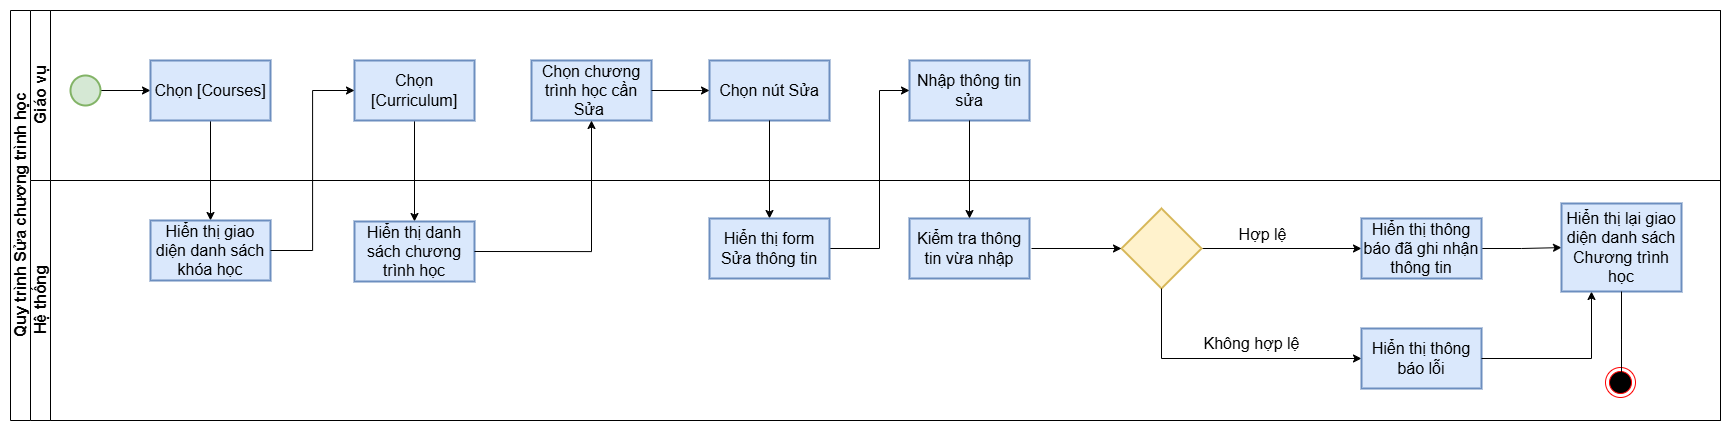 Quy trình Sửa chương trình học
Giáo vụ
Chọn [Courses]
Chọn
[Curriculum]
Chọn chương
trình học cần
Sửa
Chọn nút Sửa
Nhập thông tin
sửa
Hệ thống
Hiển thị giao
diện danh sách
khóa học
Hiển thị danh
sách chương
trình học
Hiển thị form
Sửa thông tin
Kiểm tra thông
tin vừa nhập
Hợp lệ
Hiển thị thông
báo đã ghi nhận
thông tin
Hiển thị lại giao
diện danh sách
Chương trình
học
Không hợp lệ
Hiển thị thông
báo lỗi